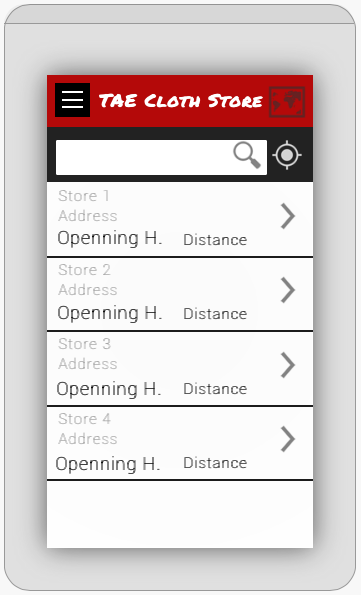 TAE Cloth Store
Store 1
Address
Openning H. Distance
Store 2
Address
Openning H. Distance
Store 3
Address
Openning H. Distance
Store 4
Address
Openning H. Distance